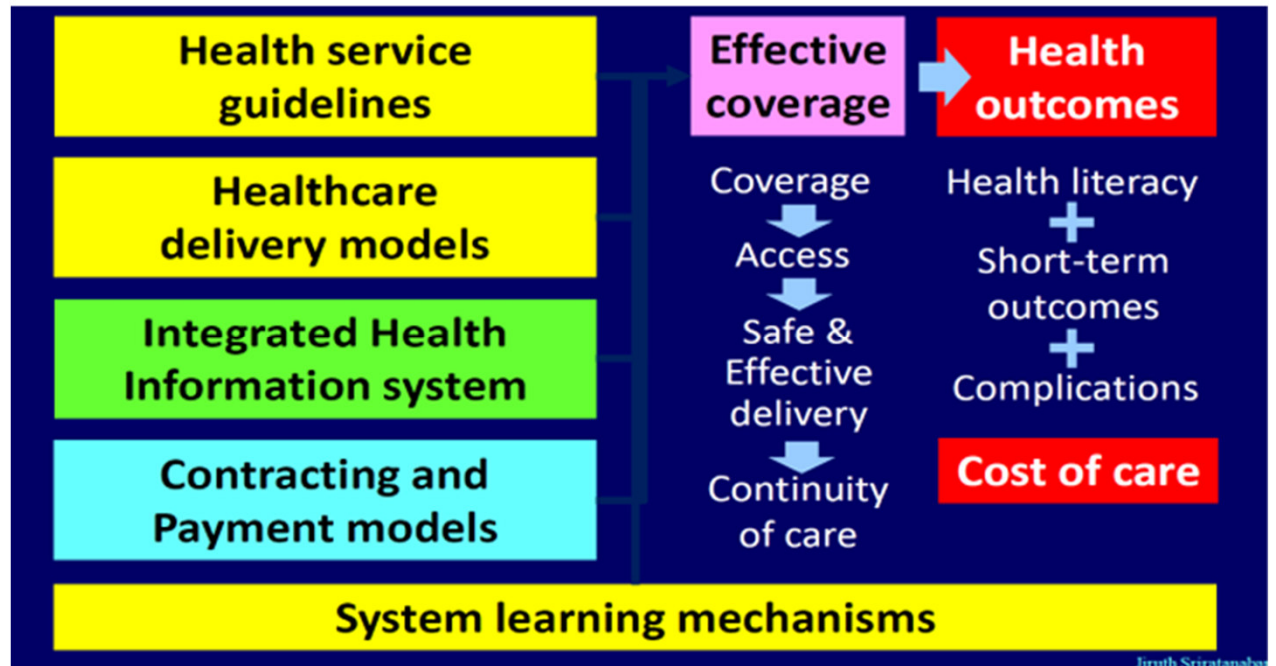 Health service
guidelines
Healthcare
delivery models
Integrated Health
Information system
Contracting and
Payment models
Effective
coverage
Coverage
Access
Safe &
Effective
delivery
Continuity
of care
Health
outcomes
Health literacy
+
Short-term
outcomes
+
Complications
Cost of care
System learning mechanisms
Jiruth